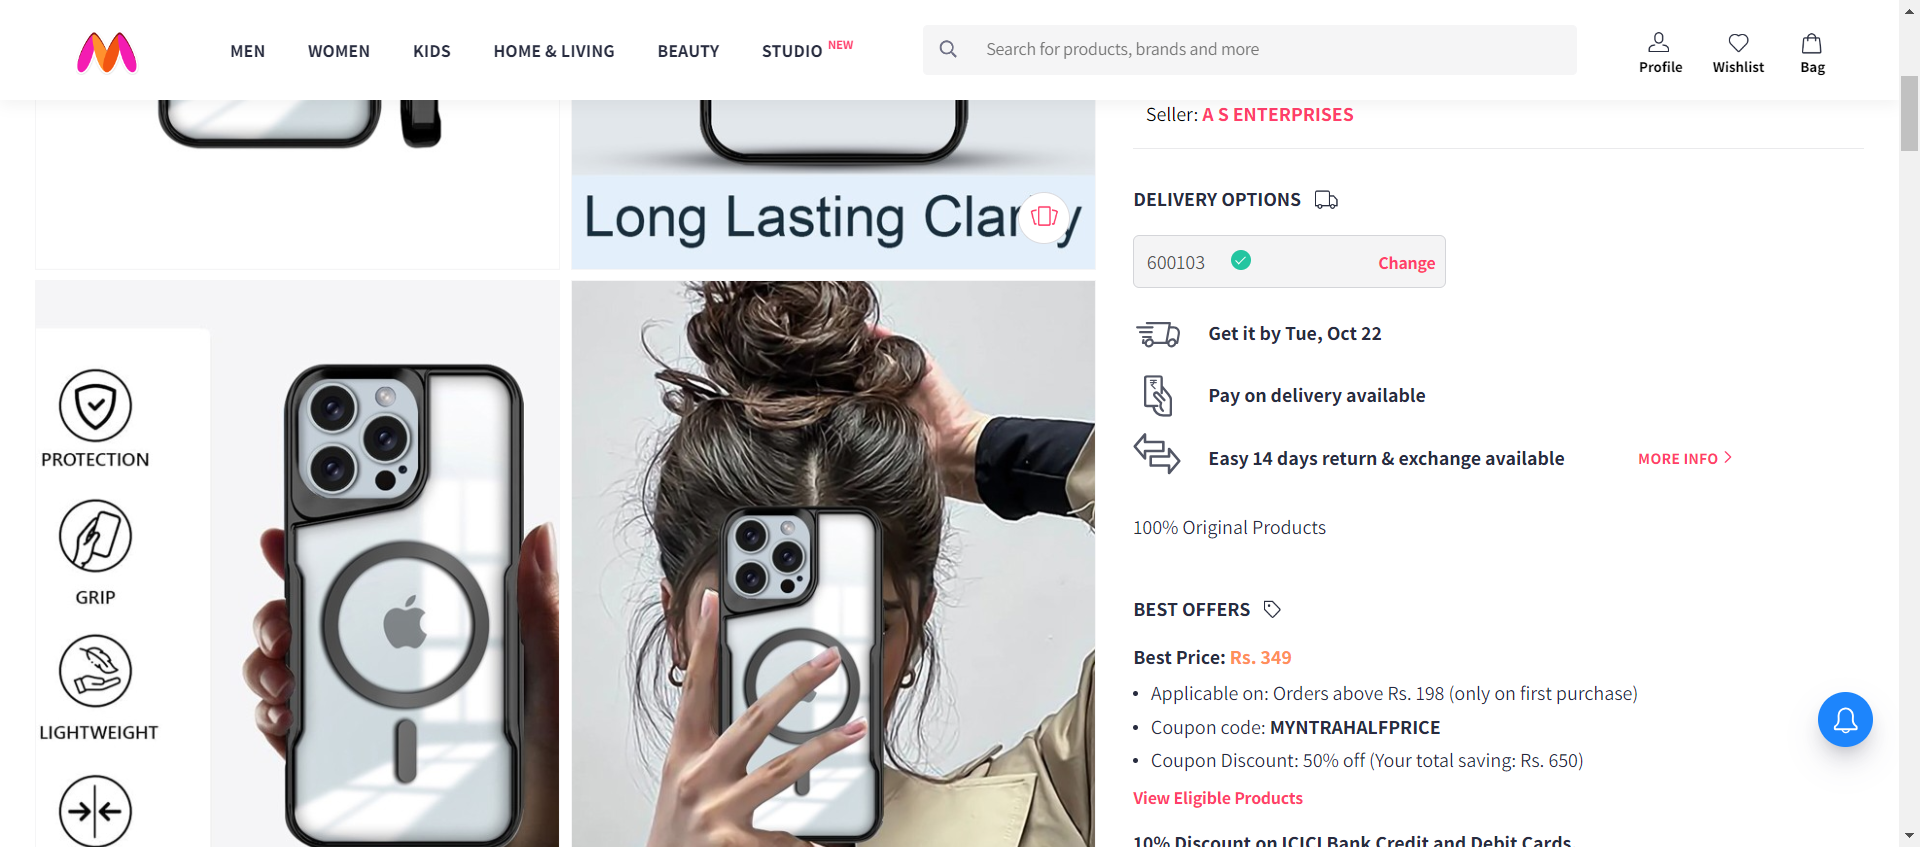 MEN
WOMEN
KIDS
HOME & LIVING
BEAUTY
STUDIO NEW
Search for products, brands and more
Profile
Wishlist
Bag
Long Lasting Clarity
PROTECTION
GRIP
LIGHTWEIGHT
Seller: A S ENTERPRISES
DELIVERY OPTIONS
600103
Change
Get it by Tue, Oct 22
Pay on delivery available
Easy 14 days return & exchange available
MORE INFO
100% Original Products
BEST OFFERS
Best Price: Rs. 349
• Applicable on: Orders above Rs. 198 (only on first purchase)
• Coupon code: MYNTRAHALFPRICE
• Coupon Discount: 50% off (Your total saving: Rs. 650)
View Eligible Products
10% Discount on ICICI Bank Credit and Debit Cards